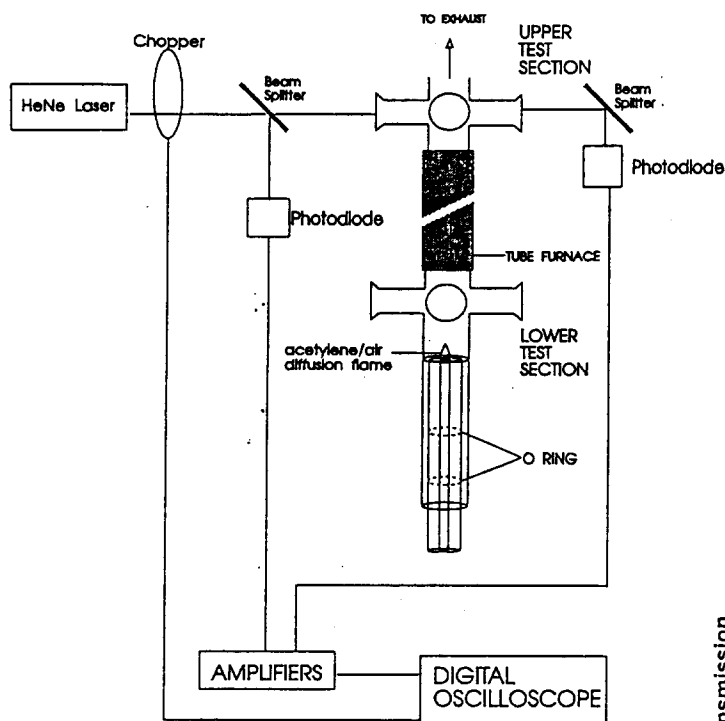 TO EXHAUST
Chopper
UPPER
TEST
SECTION
Beam
Splitter
Beam
Splitter
HeNe Laser
Photodiode
Photodiode
TUBE FURNACE
acetylene/air
diffusion flame
LOWER
TEST
SECTION
O RING
AMPLIFIERS
DIGITAL
OSCILLOSCOPE